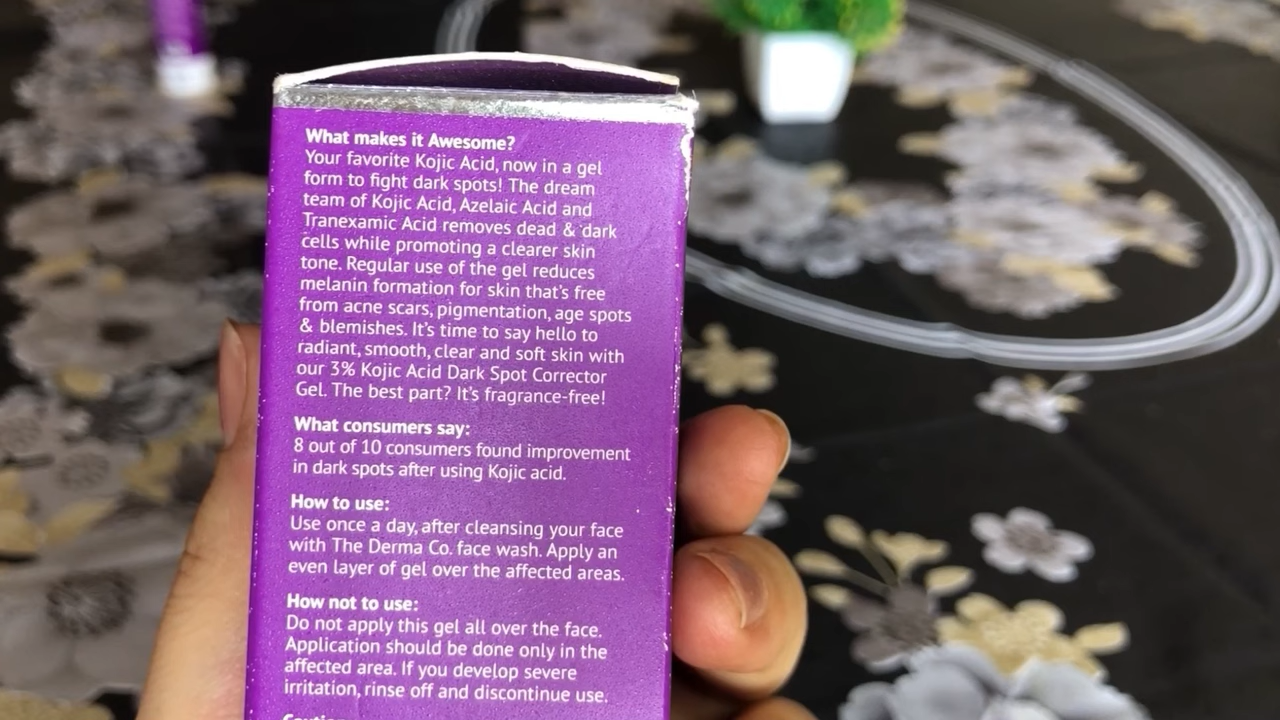 What makes it Awesome?
Your favorite Kojic Acid, now in a gel
form to fight dark spots! The dream
team of Kojic Acid, Azelaic Acid and
Tranexamic Acid removes dead & dark
cells while promoting a clearer skin
tone. Regular use of the gel reduces
melanin formation for skin that's free
from acne scars, pigmentation, age spots
& blemishes. It's time to say hello to
radiant, smooth, clear and soft skin with
our 3% Kojic Acid Dark Spot Corrector
Gel. The best part? It's fragrance-free!
What consumers say:
8 out of 10 consumers found improvement
in dark spots after using Kojic acid.
How to use:
Use once a day, after cleansing your face
with The Derma Co. face wash. Apply an
even layer of gel over the affected areas.
How not to use:
Do not apply this gel all over the face.
Application should be done only in the
affected area. If you develop severe
irritation, rinse off and discontinue use.